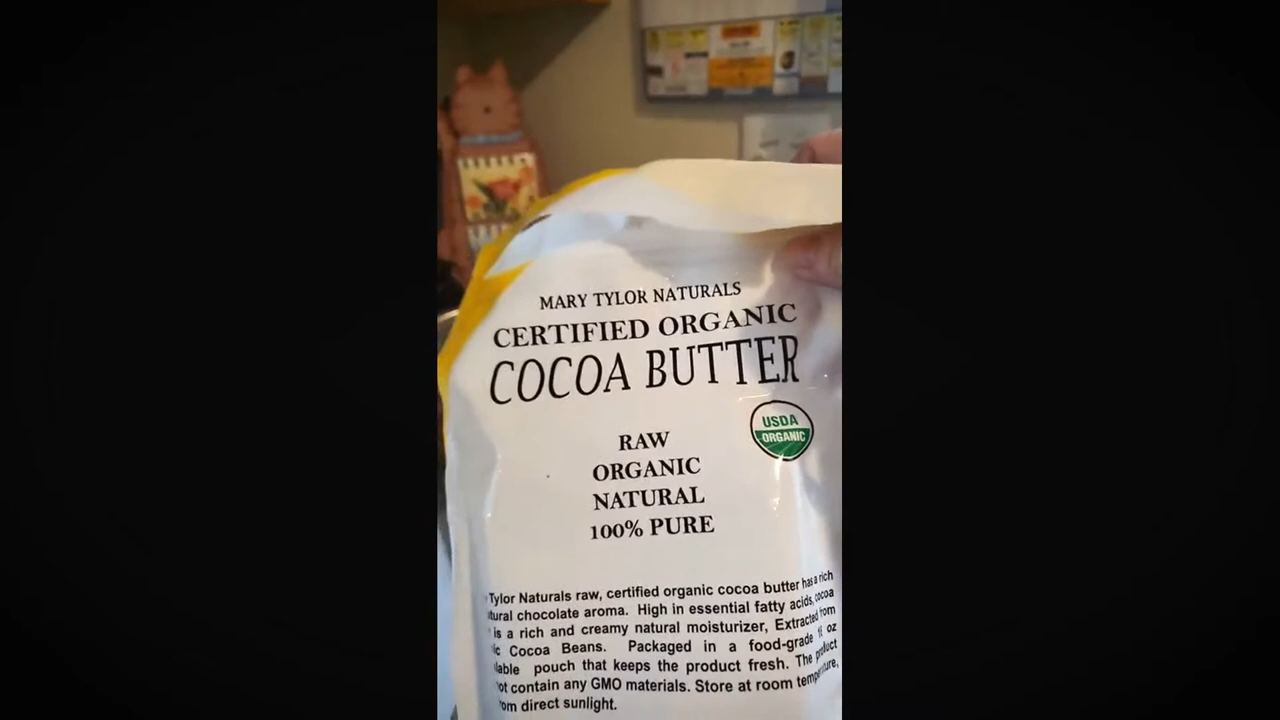 MARY TYLOR NATURALS
CERTIFIED ORGANIC
COCOA BUTTER
USDA
ORGANIC
RAW
ORGANIC
NATURAL
100% PURE
Tylor Naturals raw, certified organic cocoa butter has a rich
tural chocolate aroma. High in essential fatty acids, cocoa
is a rich and creamy natural moisturizer, Extracted from
ic Cocoa Beans. Packaged in a food-grade oz
lable pouch that keeps the product fresh. The product
ot contain any GMO materials. Store at room temperature,
om direct sunlight.